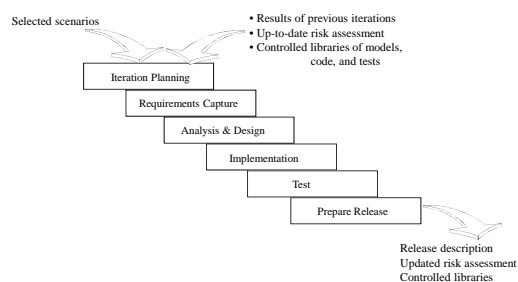 Selected scenarios
• Results of previous iterations
• Up-to-date risk assessment
• Controlled libraries of models,
code, and tests
Iteration Planning
Requirements Capture
Analysis & Design
Implementation
Test
Prepare Release
Release description
Updated risk assessment
Controlled libraries